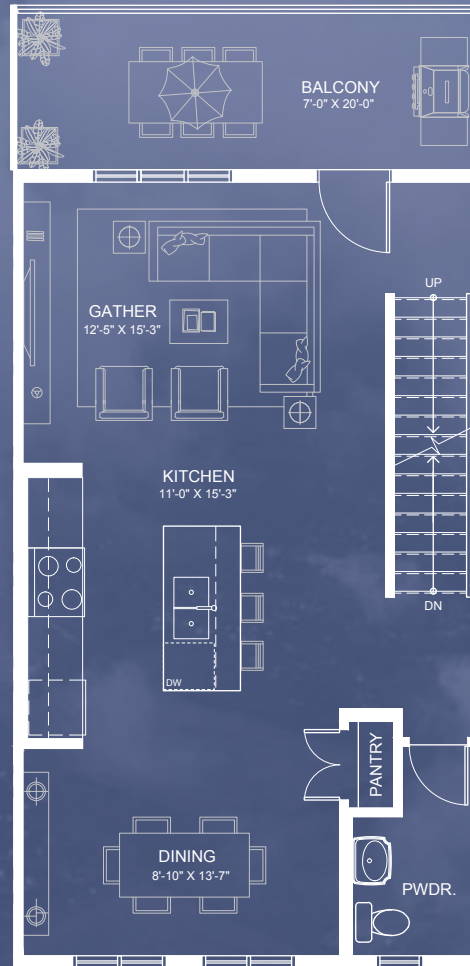 BALCONY
7'-0" X 20'-0"
UP
GATHER
12'-5" X 15'-3"
KITCHEN
11'-0" X 15'-3"
DN
DW
PANTRY
DINING
8'-10" X 13'-7"
PWDR.